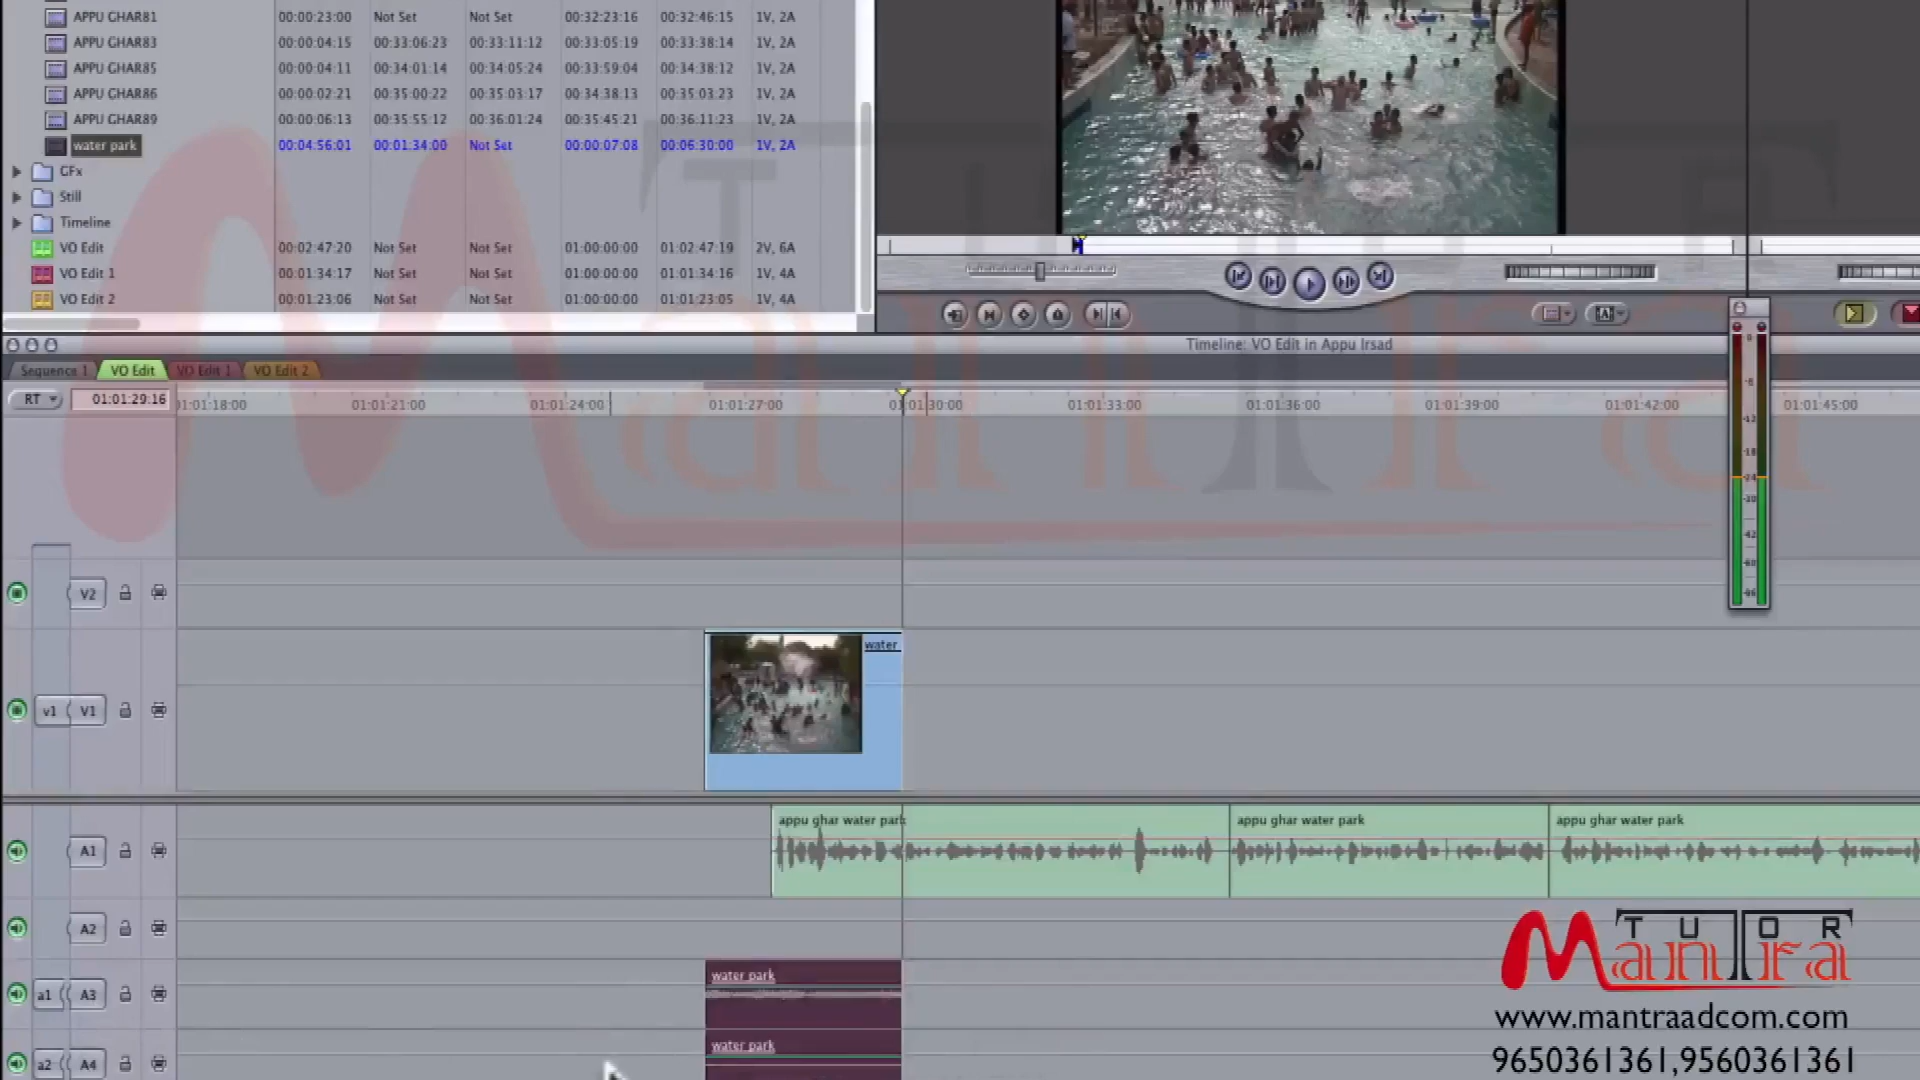 APPU GHAR81 00:00:23:00 Not Set Not Set 00:32:23:16 00:32:46:15 1V, 2A
APPU GHAR83 00:00:04:15 00:33:06:23 00:33:11:12 00:33:05:19 00:33:38:14 1V, 2A
APPU GHAR85 00:00:04:11 00:34:01:14 00:34:05:24 00:33:59:04 00:34:38:12 1V, 2A
APPU GHAR86 00:00:02:21 00:35:00:22 00:35:03:17 00:34:38:13 00:35:03:23 1V, 2A
APPU GHAR89 00:00:06:13 00:35:55:12 00:36:01:24 00:35:45:21 00:36:11:23 1V, 2A
water park 00:04:56:01 00:01:34:00 Not Set 00:00:07:08 00:06:30:00 1V, 2A
GFx
Still
Timeline
VO Edit 00:02:47:20 Not Set Not Set 01:00:00:00 01:02:47:19 2V, 6A
VO Edit 1 00:01:34:17 Not Set Not Set 01:00:00:00 01:01:34:16 1V, 4A
VO Edit 2 00:01:23:06 Not Set Not Set 01:00:00:00 01:01:23:05 1V, 4A
Timeline: VO Edit in Appu Irsad
Sequence 1 VO Edit VO Edit 1 VO Edit 2
RT 01:01:29:16 01:01:18:00 01:01:21:00 01:01:24:00 01:01:27:00 01:01:30:00 01:01:33:00 01:01:36:00 01:01:39:00 01:01:42:00 01:01:45:00
V2
water
v1 V1
appu ghar water park appu ghar water park appu ghar water park
A1
A2
water park
a1 A3
water park
a2 A4
TUTOR
Mantra
www.mantraadcom.com
9650361361,9560361361